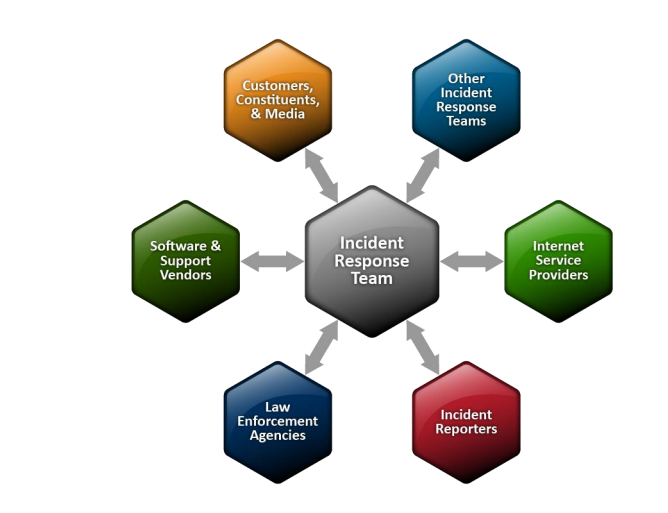 Customers,
Constituents,
& Media
Other
Incident
Response
Teams
Software &
Support
Vendors
Incident
Response
Team
Internet
Service
Providers
Law
Enforcement
Agencies
Incident
Reporters